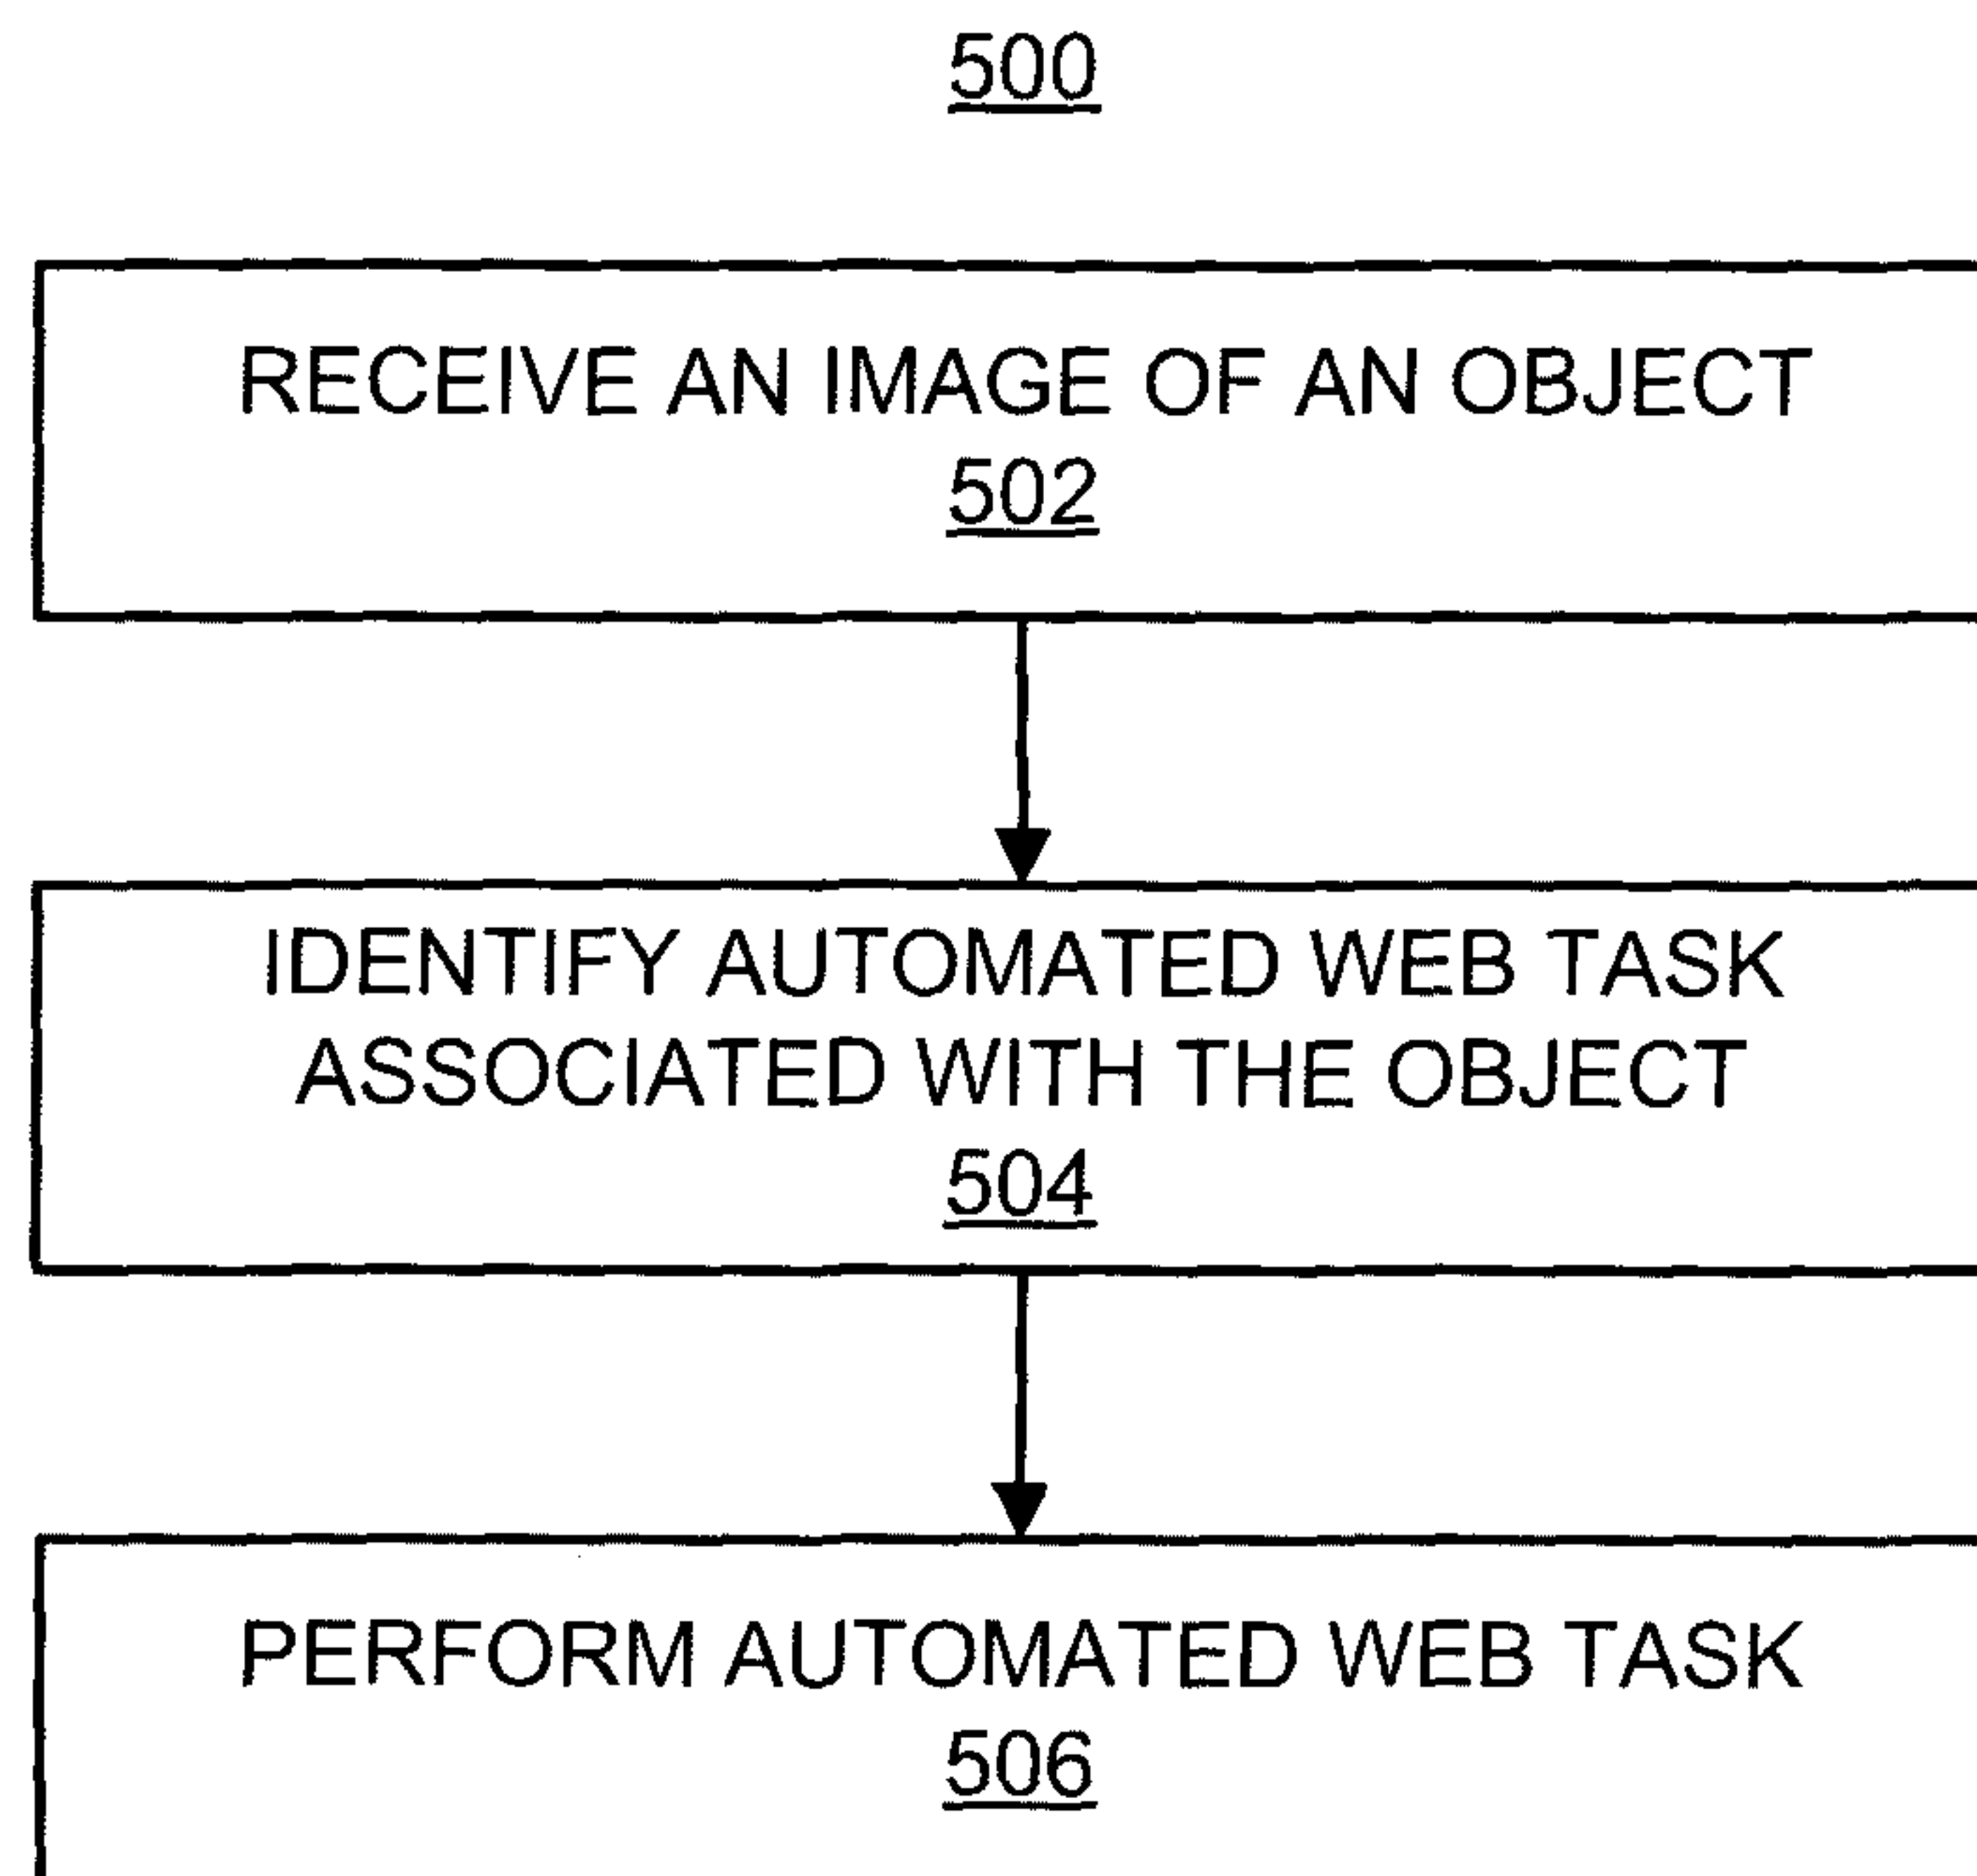 500
RECEIVE AN IMAGE OF AN OBJECT
502
IDENTIFY AUTOMATED WEB TASK
ASSOCIATED WITH THE OBJECT
504
PERFORM AUTOMATED WEB TASK
506